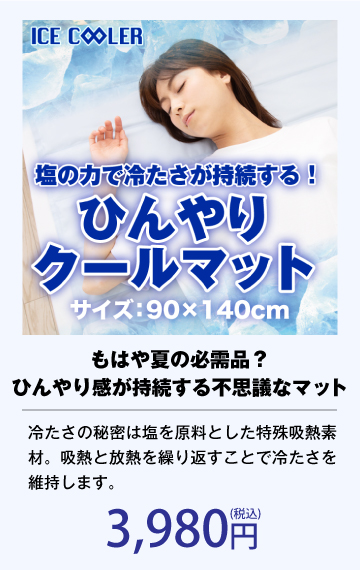 ICE COOLER
塩の力で冷たさが持続する！
ひんやり
クールマット
サイズ：90×140cm
もはや夏の必需品？
ひんやり感が持続する不思議なマット
冷たさの秘密は塩を原料とした特殊吸熱素
材。吸熱と放熱を繰り返すことで冷たさを
維持します。
3,980円(税込)